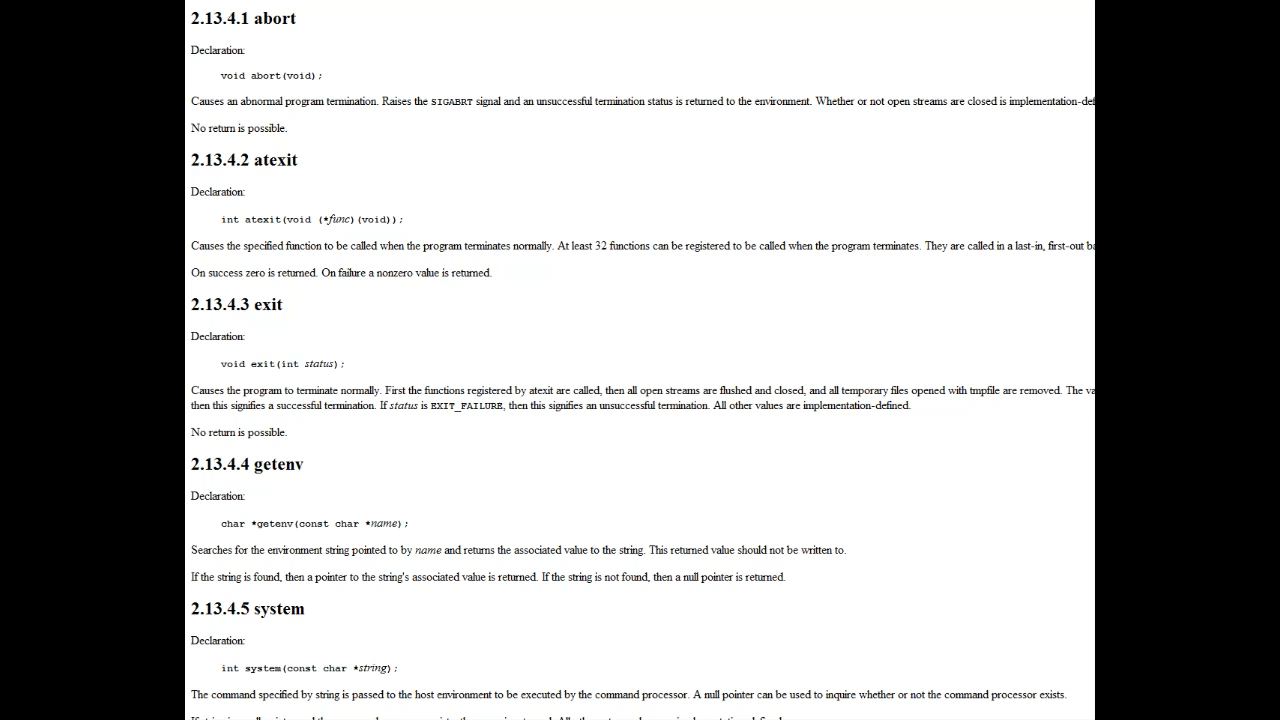 2.13.4.1 abort
Declaration:
void abort(void);
Causes an abnormal program termination. Raises the SIGABRT signal and an unsuccessful termination status is returned to the environment. Whether or not open streams are closed is implementation-def
No return is possible.
2.13.4.2 atexit
Declaration:
int atexit(void (*func)(void));
Causes the specified function to be called when the program terminates normally. At least 32 functions can be registered to be called when the program terminates. They are called in a last-in, first-out ba
On success zero is returned. On failure a nonzero value is returned.
2.13.4.3 exit
Declaration:
void exit(int status);
Causes the program to terminate normally. First the functions registered by atexit are called, then all open streams are flushed and closed, and all temporary files opened with tmpfile are removed. The va
then this signifies a successful termination. If status is EXIT_FAILURE, then this signifies an unsuccessful termination. All other values are implementation-defined.
No return is possible.
2.13.4.4 getenv
Declaration:
char *getenv(const char *name);
Searches for the environment string pointed to by name and returns the associated value to the string. This returned value should not be written to.
If the string is found, then a pointer to the string's associated value is returned. If the string is not found, then a null pointer is returned.
2.13.4.5 system
Declaration:
int system(const char *string);
The command specified by string is passed to the host environment to be executed by the command processor. A null pointer can be used to inquire whether or not the command processor exists.